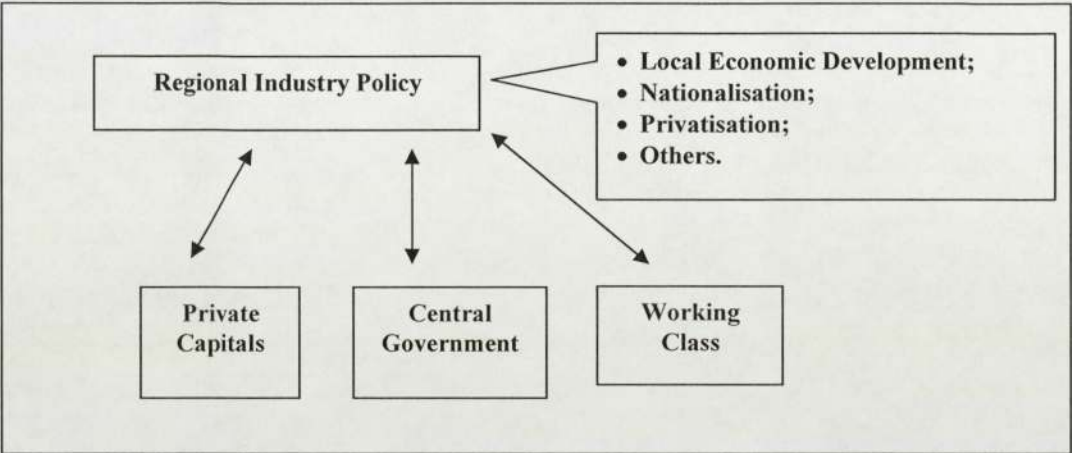 Regional Industry Policy
• Local Economic Development;
• Nationalisation;
• Privatisation;
• Others.
Private
Capitals
Central
Government
Working
Class